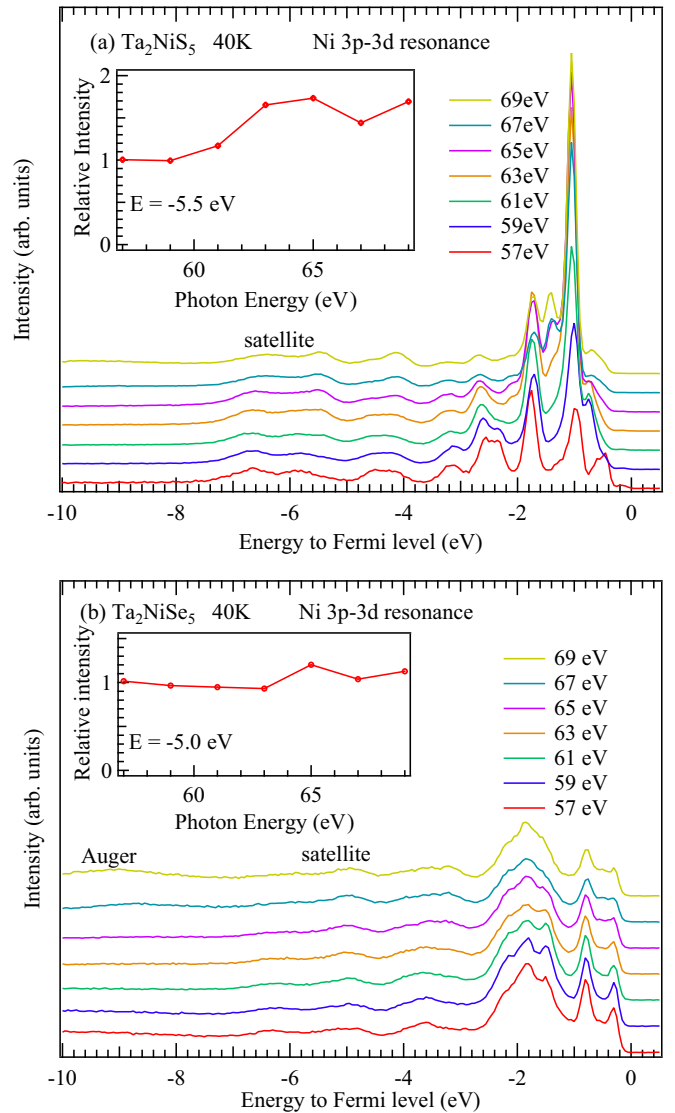 (a) Ta₂NiS₅ 40K Ni 3p-3d resonance
2
1
0
Relative Intensity
E = -5.5 eV
60 65
Photon Energy (eV)
69eV
67eV
65eV
63eV
61eV
59eV
57eV
satellite
Intensity (arb. units)
-10 -8 -6 -4 -2 0
Energy to Fermi level (eV)
(b) Ta₂NiSe₅ 40K Ni 3p-3d resonance
1
0
Relative intensity
E = -5.0 eV
60 65
Photon Energy (eV)
69 eV
67 eV
65 eV
63 eV
61 eV
59 eV
57 eV
Auger satellite
Intensity (arb. units)
-10 -8 -6 -4 -2 0
Energy to Fermi level (eV)